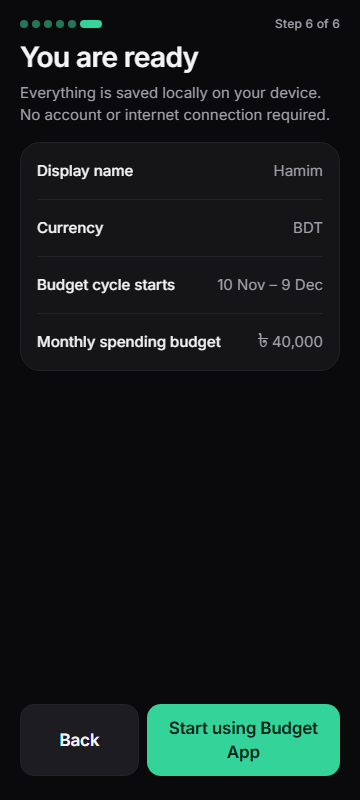 Step 6 of 6
You are ready
Everything is saved locally on your device.
No account or internet connection required.
Display name Hamim
Currency BDT
Budget cycle starts 10 Nov – 9 Dec
Monthly spending budget ৳ 40,000
Back
Start using Budget
App